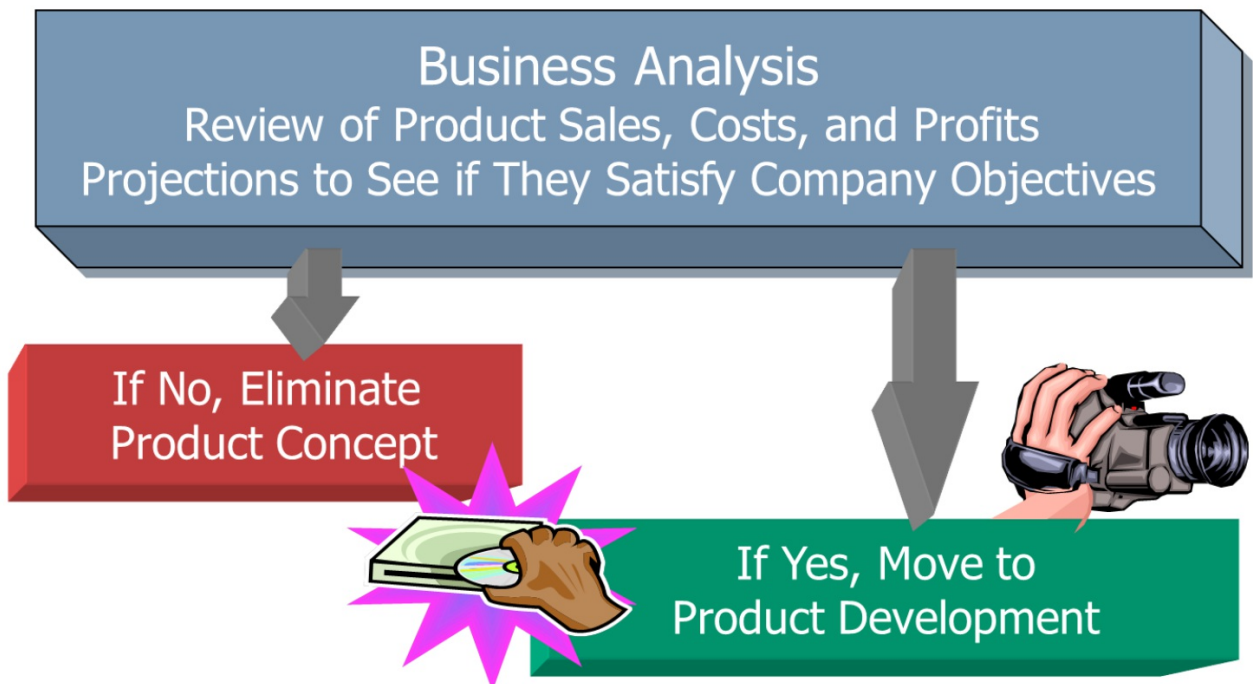 Business Analysis
Review of Product Sales, Costs, and Profits
Projections to See if They Satisfy Company Objectives
If No, Eliminate
Product Concept
If Yes, Move to
Product Development